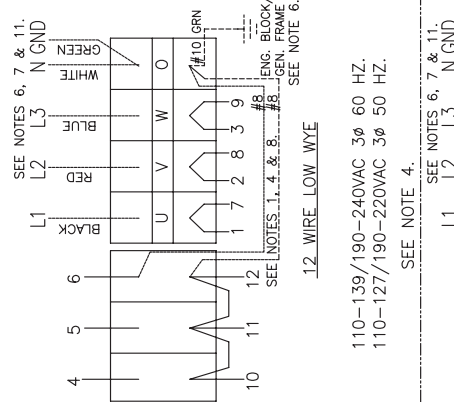 SEE NOTES 6, 7 & 11.
L1 L2 L3 N GND
BLACK RED BLUE WHITE GREEN
4 5 6 U V W O
#10 GRN
10 11 12 1 7 2 8 3 9
#8
#8
ENG. BLOCK/
GEN. FRAME
SEE NOTE 6.
SEE NOTES 1, 4 & 8.
12 WIRE LOW WYE
110-139/190-240VAC 3ø 60 HZ.
110-127/190-220VAC 3ø 50 HZ.
SEE NOTE 4.
SEE NOTES 6, 7 & 11.
L1 L2 L3 N GND